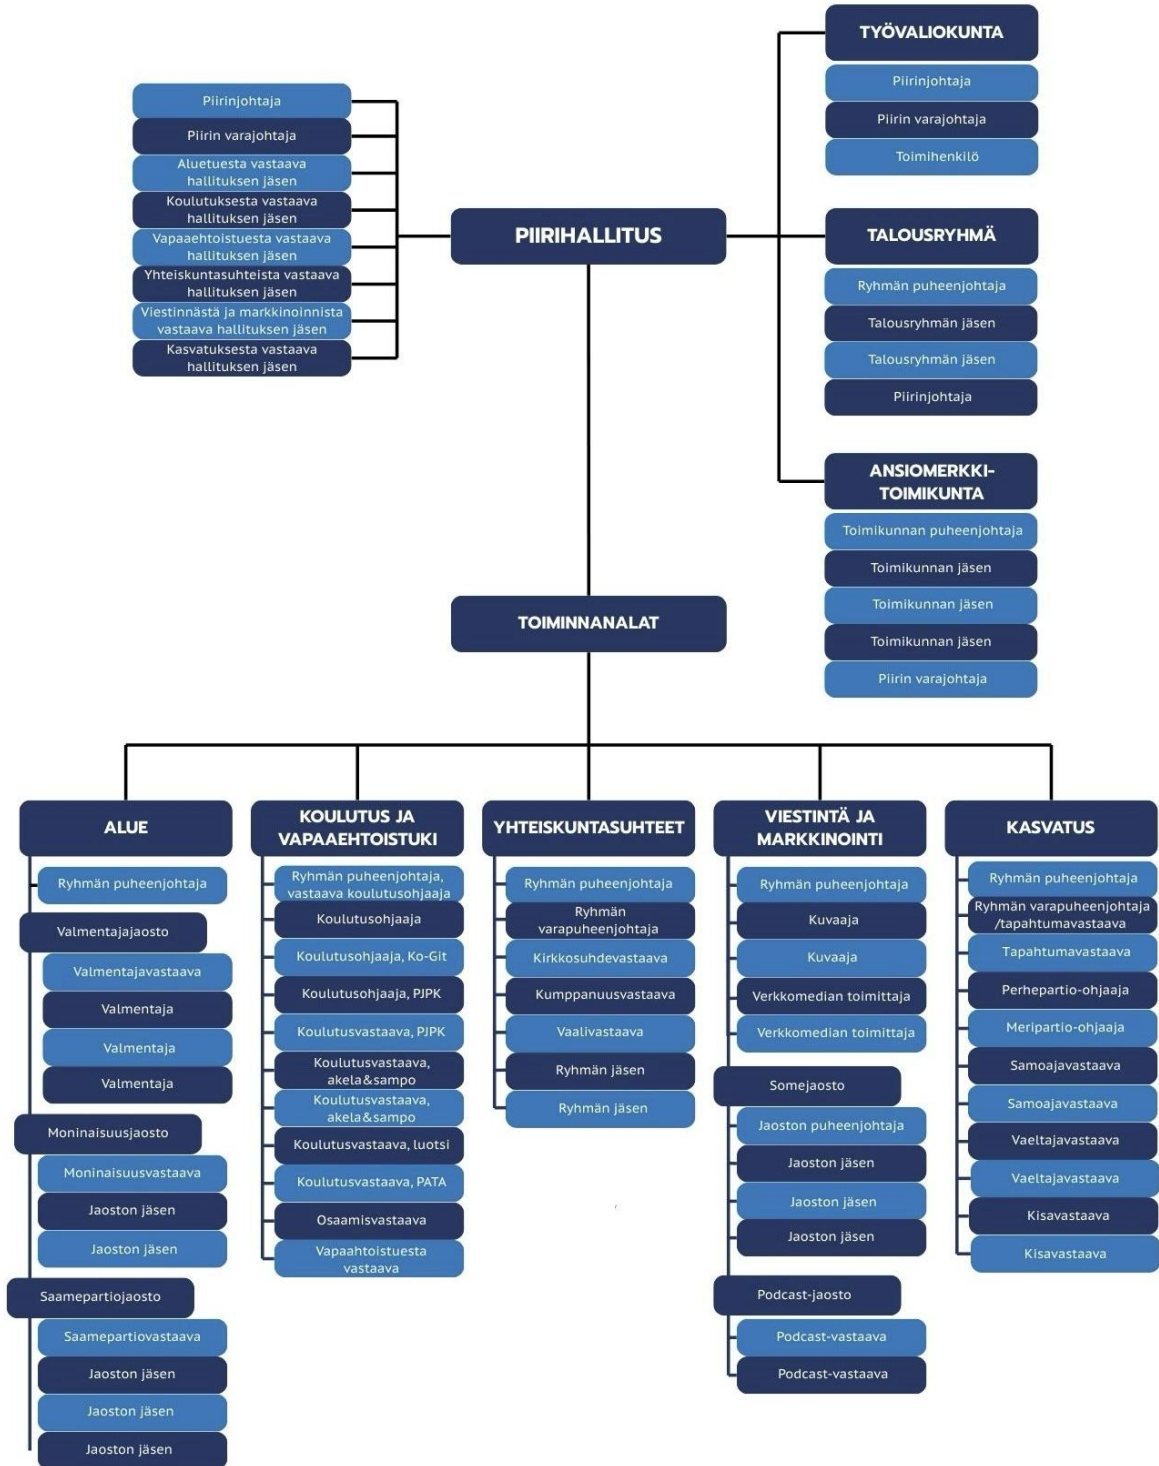 TYÖVALIOKUNTA
Piirinjohtaja
Piirin varajohtaja
Toimihenkilö
Piirinjohtaja
Piirin varajohtaja
Aluetuesta vastaava
hallituksen jäsen
Koulutuksesta vastaava
hallituksen jäsen
Vapaaehtoistuesta vastaava
hallituksen jäsen
Yhteiskuntasuhteista vastaava
hallituksen jäsen
Viestinnästä ja markkinoinnista
vastaava hallituksen jäsen
Kasvatuksesta vastaava
hallituksen jäsen
PIIRIHALLITUS
TALOUSRYHMÄ
Ryhmän puheenjohtaja
Talousryhmän jäsen
Talousryhmän jäsen
Piirinjohtaja
ANSIOMERKKI-
TOIMIKUNTA
Toimikunnan puheenjohtaja
Toimikunnan jäsen
Toimikunnan jäsen
Toimikunnan jäsen
Piirin varajohtaja
TOIMINNANALAT
ALUE
Ryhmän puheenjohtaja
Valmentajajaosto
Valmentajavastaava
Valmentaja
Valmentaja
Valmentaja
Moninaisuusjaosto
Moninaisuusvastaava
Jaoston jäsen
Jaoston jäsen
Saamepartiojaosto
Saamepartiovastaava
Jaoston jäsen
Jaoston jäsen
Jaoston jäsen
KOULUTUS JA
VAPAAEHTOISTUKI
Ryhmän puheenjohtaja,
vastaava koulutusohjaaja
Koulutusohjaaja
Koulutusohjaaja, Ko-Git
Koulutusohjaaja, PJPK
Koulutusvastaava, PJPK
Koulutusvastaava,
akela&sampo
Koulutusvastaava,
akela&sampo
Koulutusvastaava, luotsi
Koulutusvastaava, PATA
Osaamisvastaava
Vapaahtoistuesta
vastaava
YHTEISKUNTASUHTEET
Ryhmän puheenjohtaja
Ryhmän
varapuheenjohtaja
Kirkkosuhdevastaava
Kumppanuusvastaava
Vaalivastaava
Ryhmän jäsen
Ryhmän jäsen
VIESTINTÄ JA
MARKKINOINTI
Ryhmän puheenjohtaja
Kuvaaja
Kuvaaja
Verkkomedian toimittaja
Verkkomedian toimittaja
Somejaosto
Jaoston puheenjohtaja
Jaoston jäsen
Jaoston jäsen
Jaoston jäsen
Podcast-jaosto
Podcast-vastaava
Podcast-vastaava
KASVATUS
Ryhmän puheenjohtaja
Ryhmän varapuheenjohtaja
/tapahtumavastaava
Tapahtumavastaava
Perhepartio-ohjaaja
Meripartio-ohjaaja
Samoajavastaava
Samoajavastaava
Vaeltajavastaava
Vaeltajavastaava
Kisavastaava
Kisavastaava